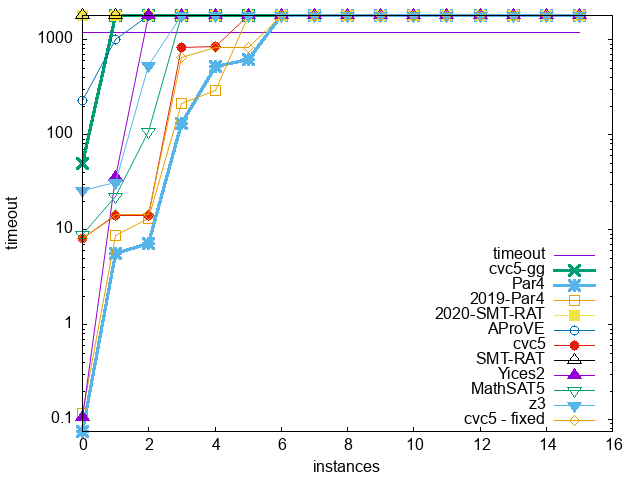 1000
100
10
1
0.1
timeout
timeout
cvc5-gg
Par4
2019-Par4
2020-SMT-RAT
AProVE
cvc5
SMT-RAT
Yices2
MathSAT5
z3
cvc5 - fixed
0 2 4 6 8 10 12 14 16
instances